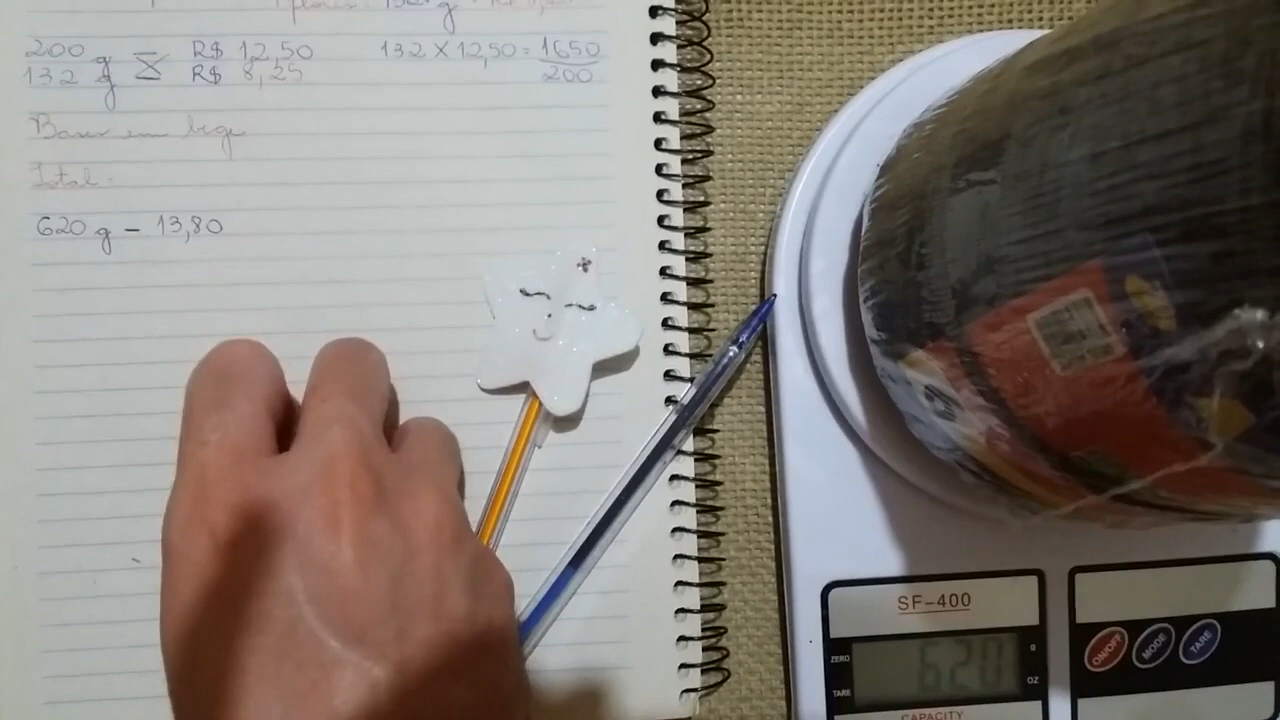 200 g R$ 12,50 132 X 12,50 = 1650
132 R$ 8,25 200
Total
620 g - 13,80
SF-400
ZERO
TARE
620
g
OZ
CAPACITY
ON/OFF
MODE
TARE